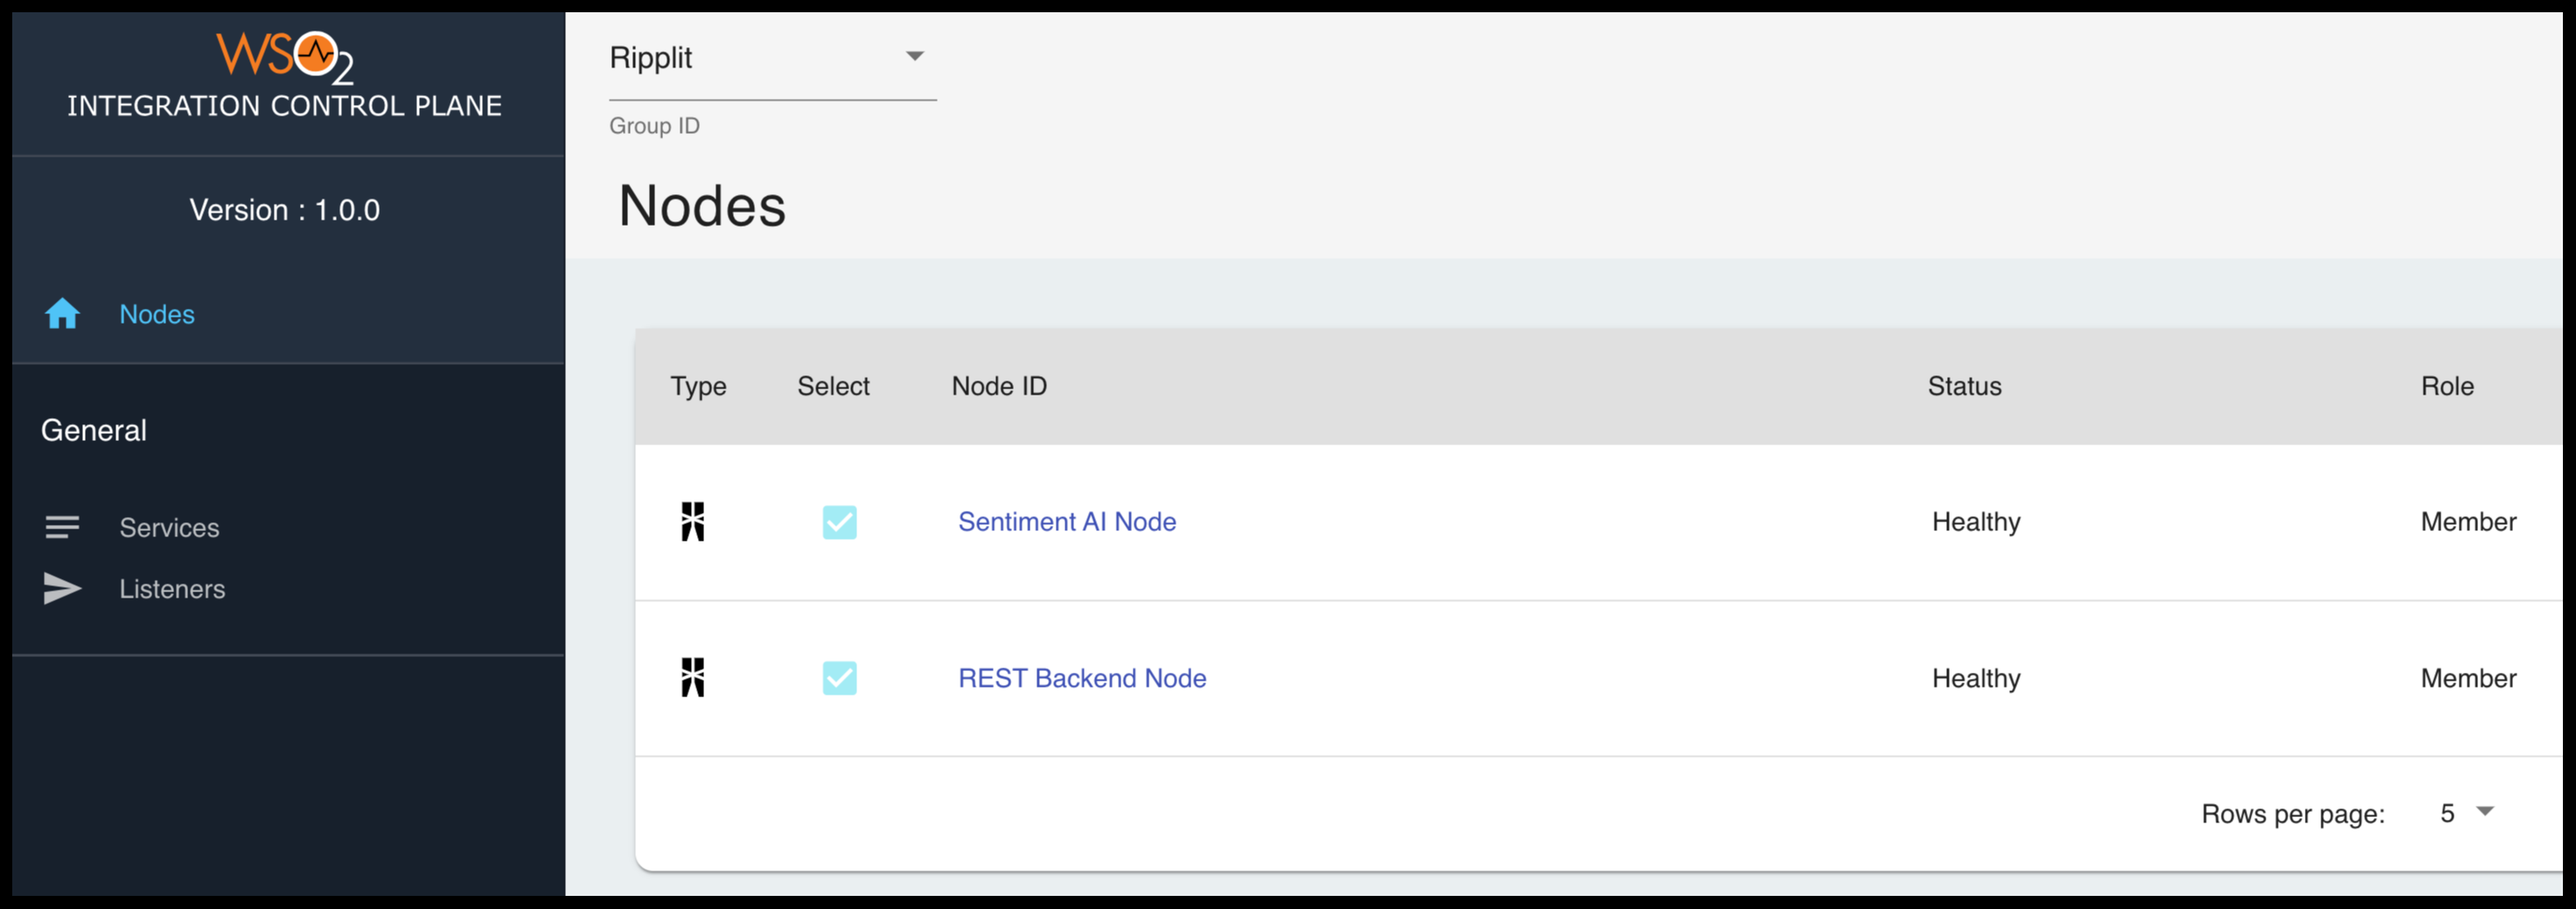 WSO2
INTEGRATION CONTROL PLANE
Version : 1.0.0
Nodes
General
Services
Listeners
Ripplit
Group ID
Nodes
Type Select Node ID Status Role
Sentiment AI Node Healthy Member
REST Backend Node Healthy Member
Rows per page: 5